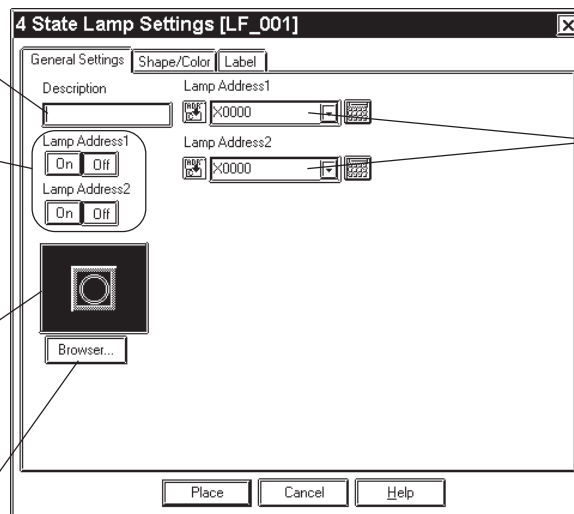 4 State Lamp Settings [LF_001]
General Settings Shape/Color Label
Description
Lamp Address1
X0000
Lamp Address1
On Off
Lamp Address2
X0000
Lamp Address2
On Off
Browser...
Place Cancel Help